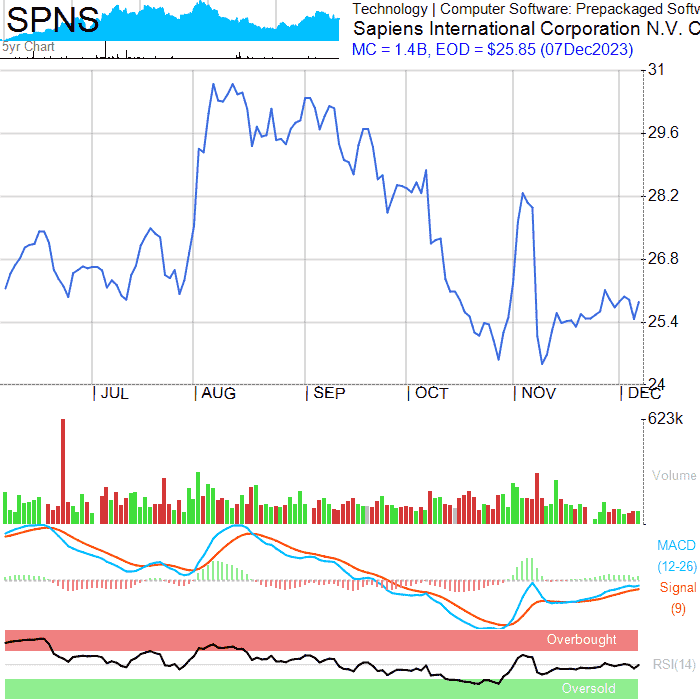 SPNS
5yr Chart
Technology | Computer Software: Prepackaged Softw
Sapiens International Corporation N.V. C
MC = 1.4B, EOD = $25.85 (07Dec2023)
31
29.6
28.2
26.8
25.4
24
JUL AUG SEP OCT NOV DEC
623k
Volume
MACD
(12-26)
Signal
(9)
Overbought
RSI(14)
Oversold